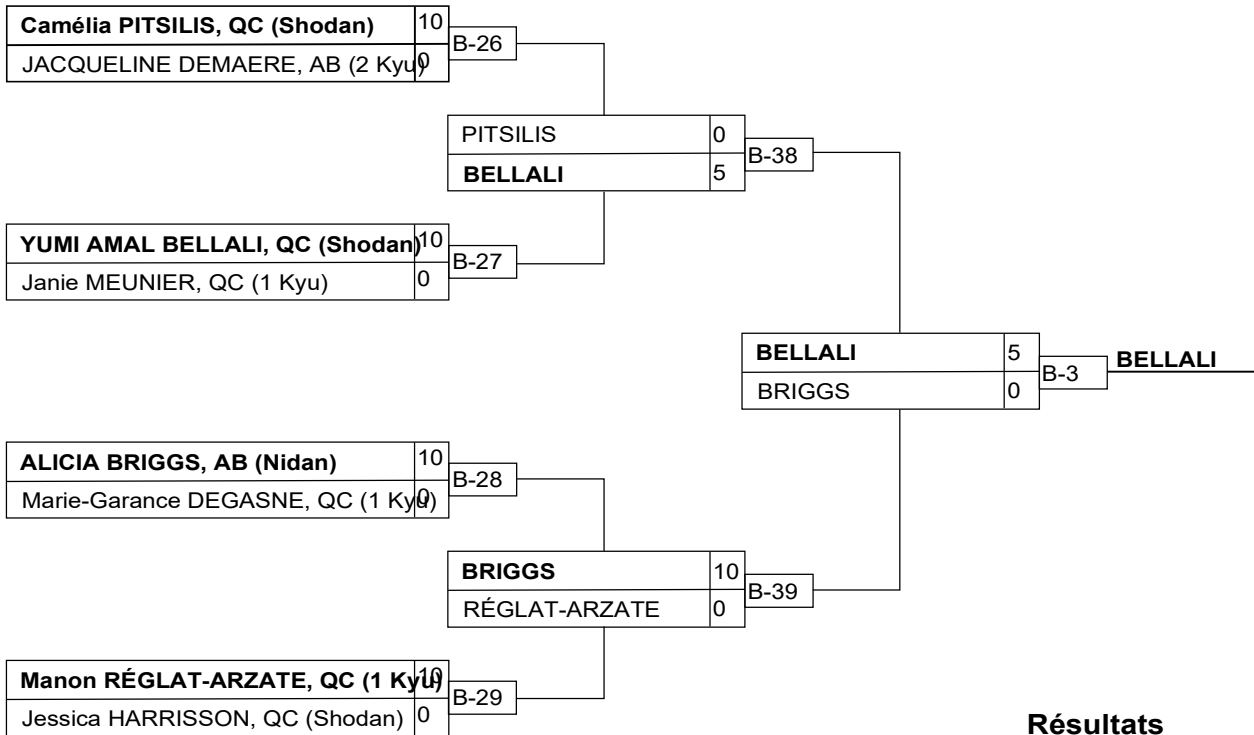 Camélia PITSILIS, QC (Shodan) 10
B-26
JACQUELINE DEMAERE, AB (2 Kyu) 0
PITSILIS 0
B-38
BELLALI 5
YUMI AMAL BELLALI, QC (Shodan) 10
B-27
Janie MEUNIER, QC (1 Kyu) 0
BELLALI 5
B-3 BELLALI
BRIGGS 0
ALICIA BRIGGS, AB (Nidan) 10
B-28
Marie-Garance DEGASNE, QC (1 Kyu) 0
BRIGGS 10
B-39
RÉGLAT-ARZATE 0
Manon RÉGLAT-ARZATE, QC (1 Kyu) 10
B-29
Jessica HARRISSON, QC (Shodan) 0
Résultats